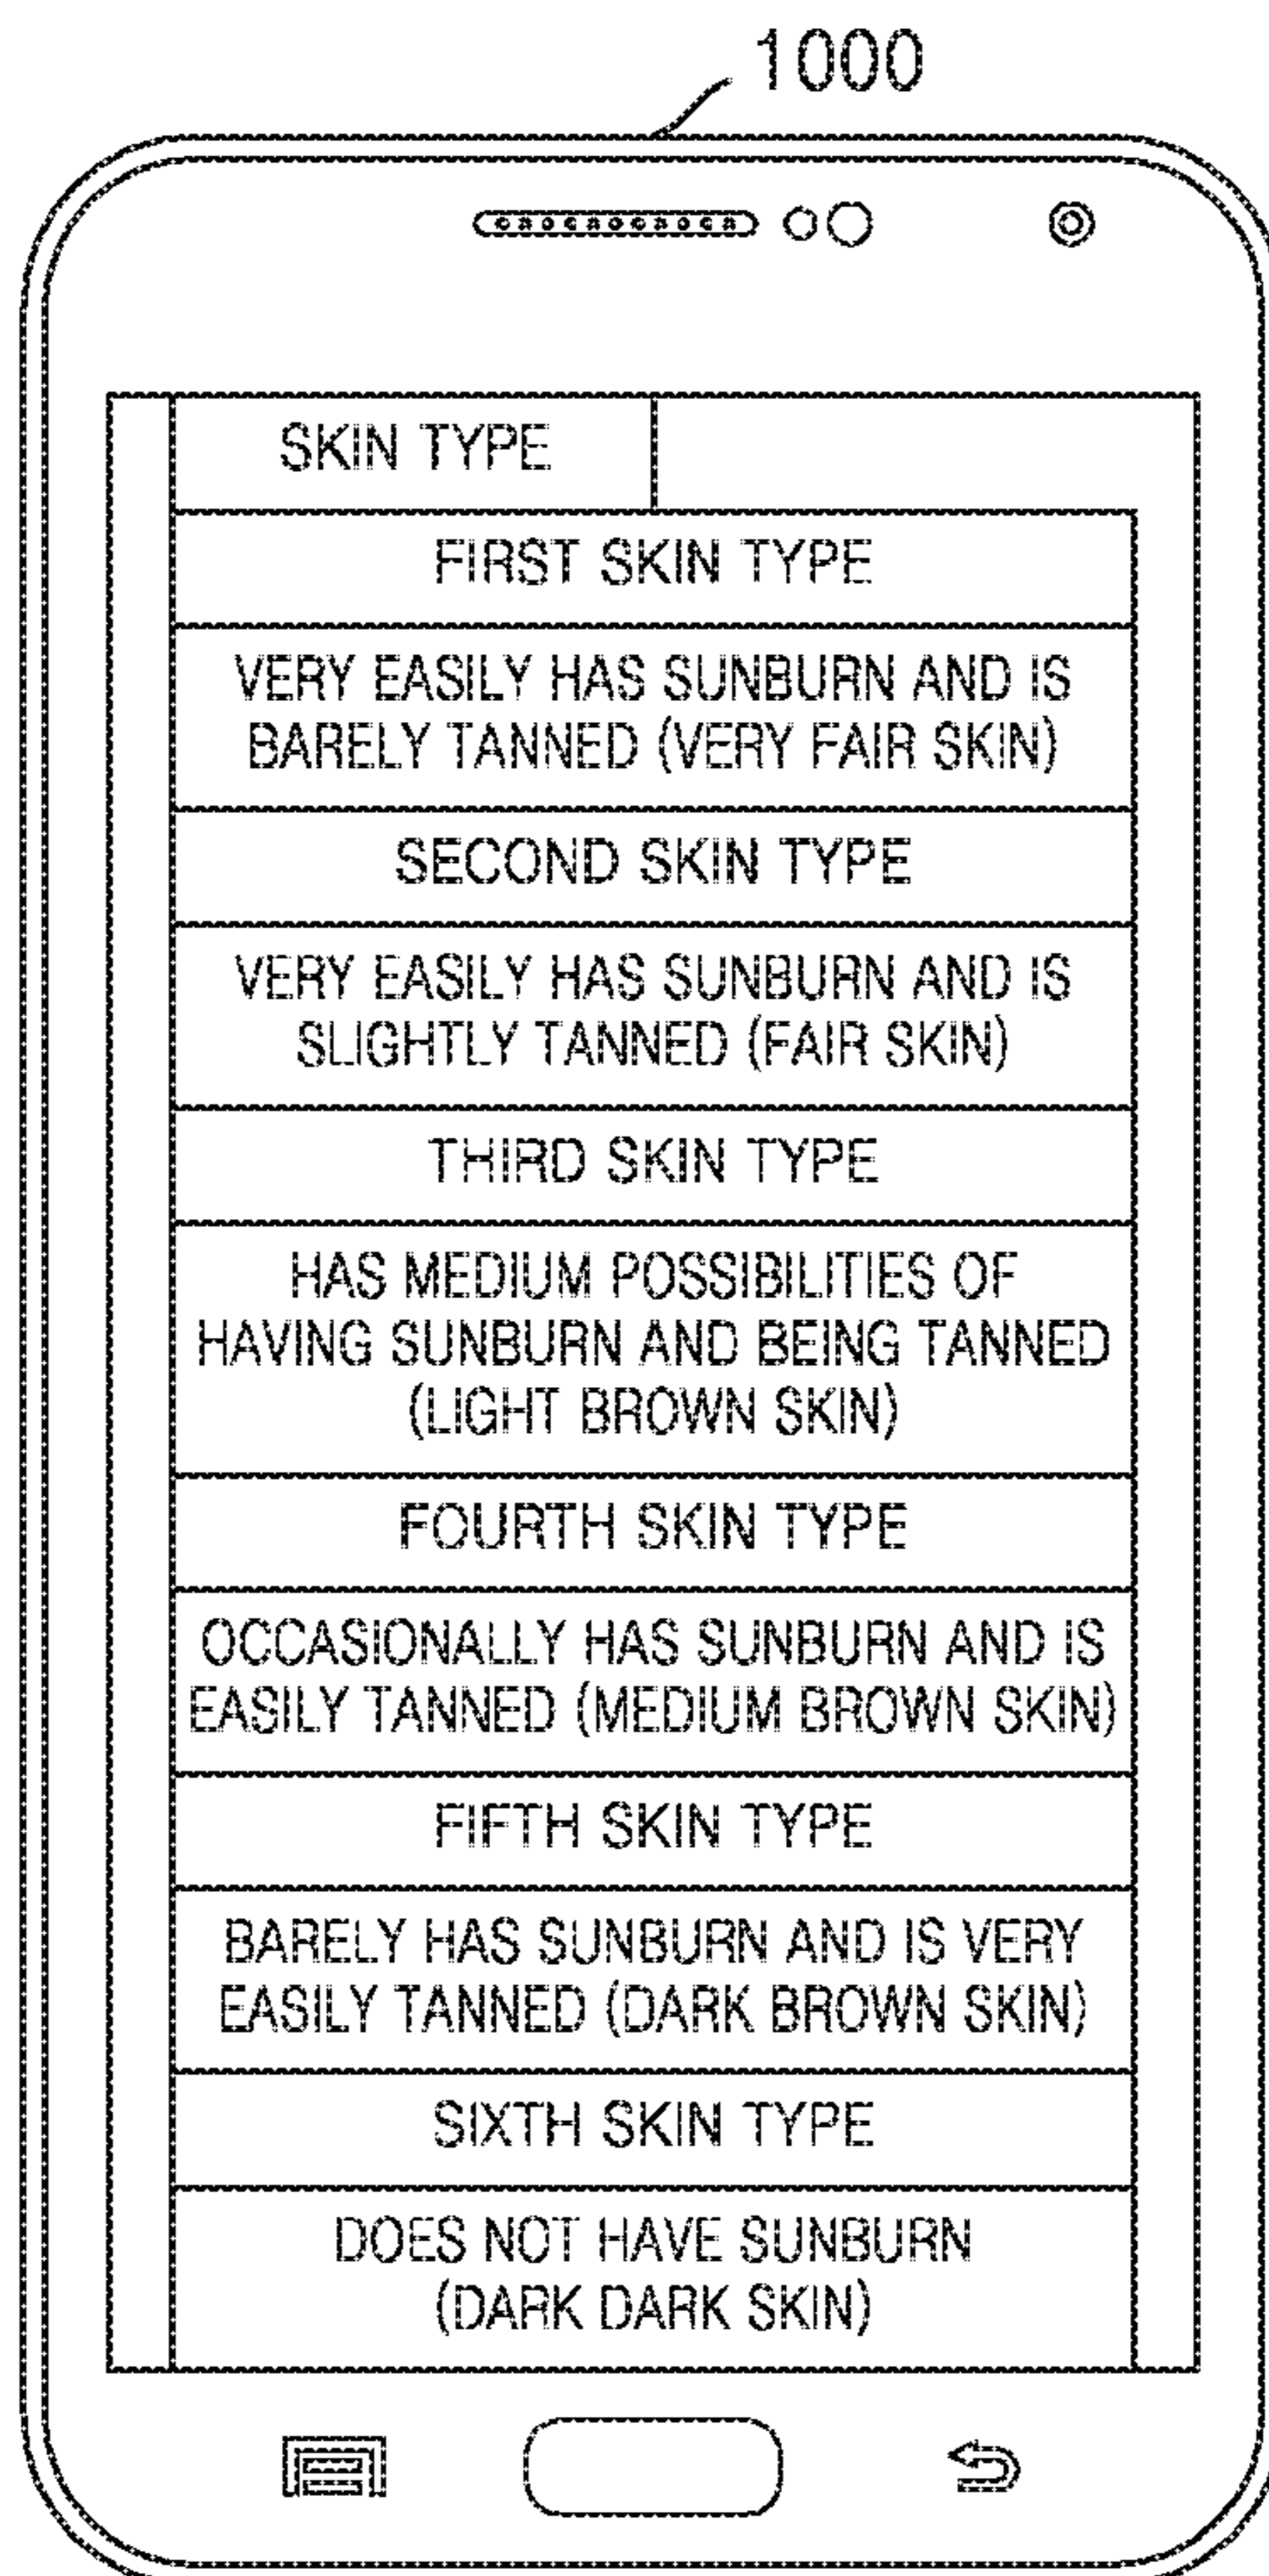 1000
SKIN TYPE
FIRST SKIN TYPE
VERY EASILY HAS SUNBURN AND IS
BARELY TANNED (VERY FAIR SKIN)
SECOND SKIN TYPE
VERY EASILY HAS SUNBURN AND IS
SLIGHTLY TANNED (FAIR SKIN)
THIRD SKIN TYPE
HAS MEDIUM POSSIBILITIES OF
HAVING SUNBURN AND BEING TANNED
(LIGHT BROWN SKIN)
FOURTH SKIN TYPE
OCCASIONALLY HAS SUNBURN AND IS
EASILY TANNED (MEDIUM BROWN SKIN)
FIFTH SKIN TYPE
BARELY HAS SUNBURN AND IS VERY
EASILY TANNED (DARK BROWN SKIN)
SIXTH SKIN TYPE
DOES NOT HAVE SUNBURN
(DARK DARK SKIN)